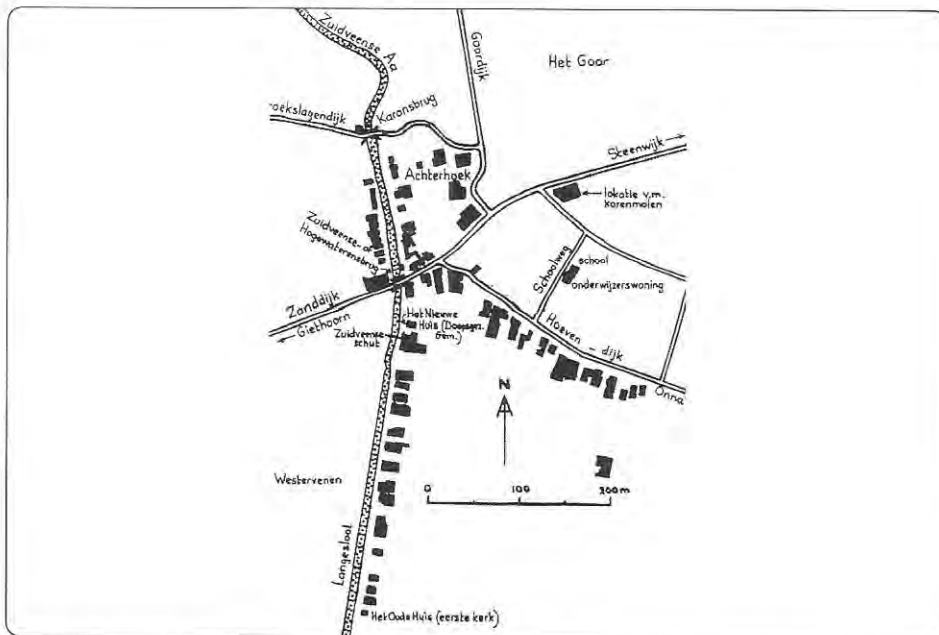 Zuidveense Aa
Goordijk
Het Goor
oekslagendijk
Karonsbrug
Steenwijk
Achterhoek
lokatie v.m.
korenmolen
Zuidveense- of
Hogewaterensbrug
Schoolweg
school
onderwijzerswoning
Zanddijk
Giethoorn
Het Nieuwe
Huis (Doopsgez.
Gem.)
Zuidveense
schut
Hoeven - dijk
Onna
N
0 100 200m
Westervenen
Langesloot
Het Oude Huis (eerste kerk)